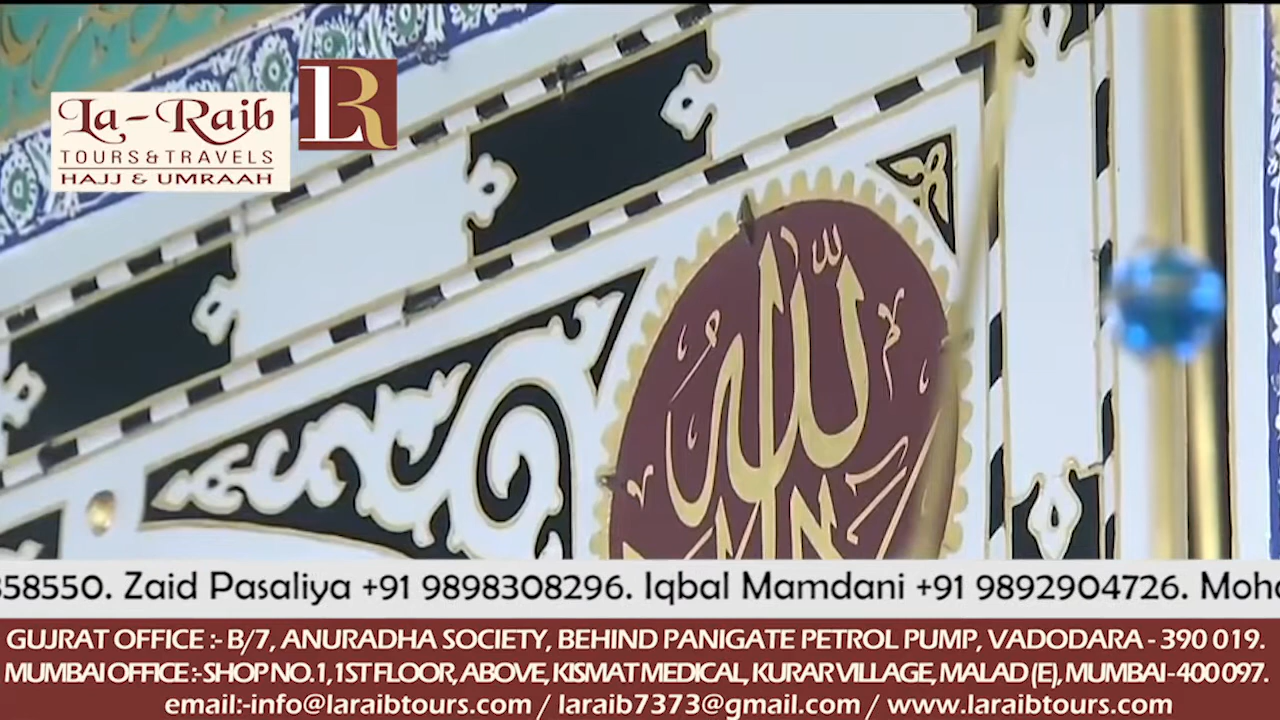 La-Raib
TOURS & TRAVELS
HAJJ & UMRAAH
LR
الله
358550. Zaid Pasaliya +91 9898308296. Iqbal Mamdani +91 9892904726. Moha
GUJRAT OFFICE :- B/7, ANURADHA SOCIETY, BEHIND PANIGATE PETROL PUMP, VADODARA - 390 019.
MUMBAI OFFICE :- SHOP NO. 1, 1ST FLOOR, ABOVE, KISMAT MEDICAL, KURAR VILLAGE, MALAD (E), MUMBAI - 400 097.
email:-info@laraibtours.com / laraib7373@gmail.com / www.laraibtours.com